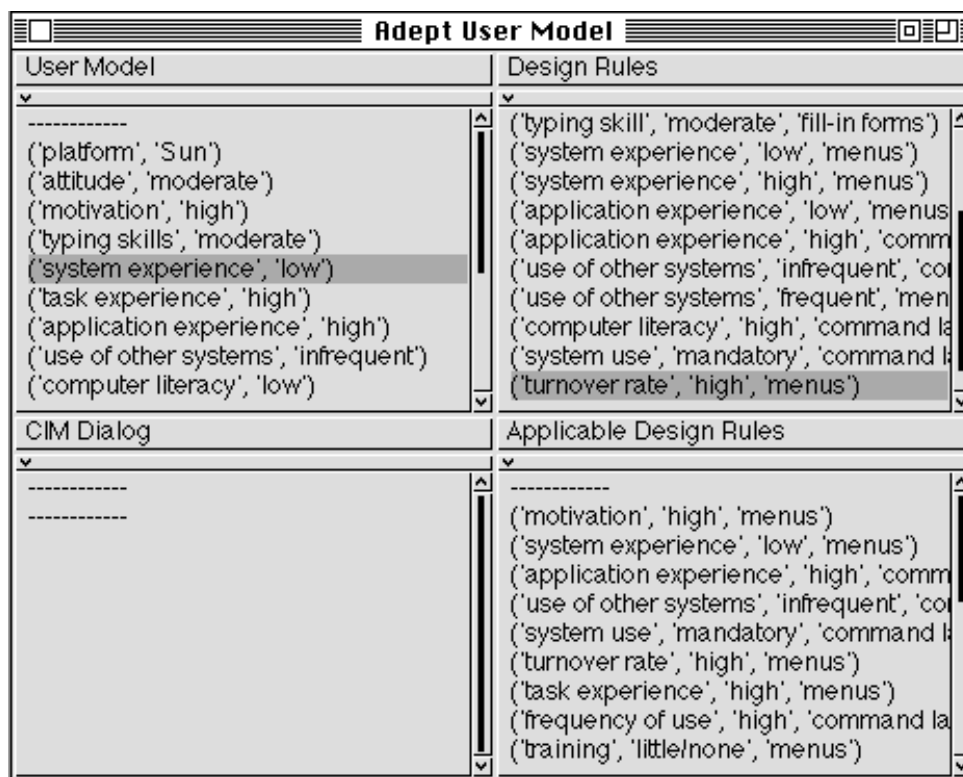 Adept User Model
User Model
------------
('platform', 'Sun')
('attitude', 'moderate')
('motivation', 'high')
('typing skills', 'moderate')
('system experience', 'low')
('task experience', 'high')
('application experience', 'high')
('use of other systems', 'infrequent')
('computer literacy', 'low')
Design Rules
('typing skill', 'moderate', 'fill-in forms')
('system experience', 'low', 'menus')
('system experience', 'high', 'menus')
('application experience', 'low', 'menus
('application experience', 'high', 'comm
('use of other systems', 'infrequent', 'co
('use of other systems', 'frequent', 'men
('computer literacy', 'high', 'command la
('system use', 'mandatory', 'command l
('turnover rate', 'high', 'menus')
CIM Dialog
------------
------------
Applicable Design Rules
------------
('motivation', 'high', 'menus')
('system experience', 'low', 'menus')
('application experience', 'high', 'comm
('use of other systems', 'infrequent', 'co
('system use', 'mandatory', 'command l
('turnover rate', 'high', 'menus')
('task experience', 'high', 'menus')
('frequency of use', 'high', 'command la
('training', 'little/none', 'menus')